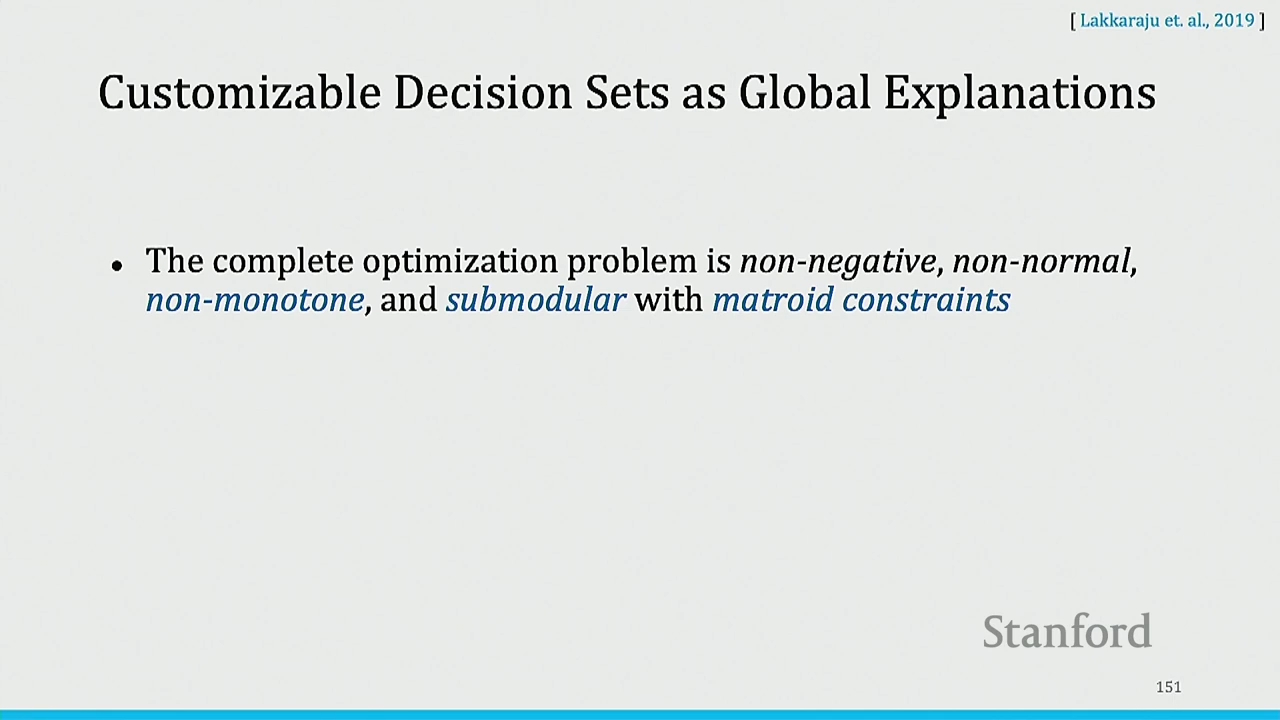 [ Lakkaraju et. al., 2019 ]
Customizable Decision Sets as Global Explanations
• The complete optimization problem is non-negative, non-normal,
non-monotone, and submodular with matroid constraints
Stanford
151